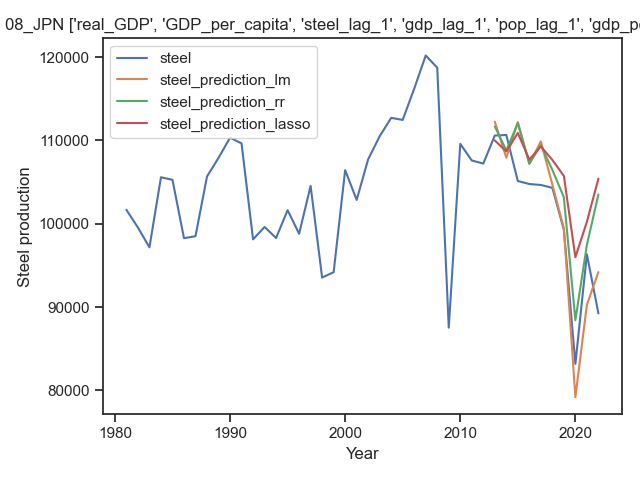 08_JPN ['real_GDP', 'GDP_per_capita', 'steel_lag_1', 'gdp_lag_1', 'pop_lag_1', 'gdp_p
steel
steel_prediction_lm
steel_prediction_rr
steel_prediction_lasso
120000
110000
100000
90000
80000
Steel production
1980
1990
2000
2010
2020
Year